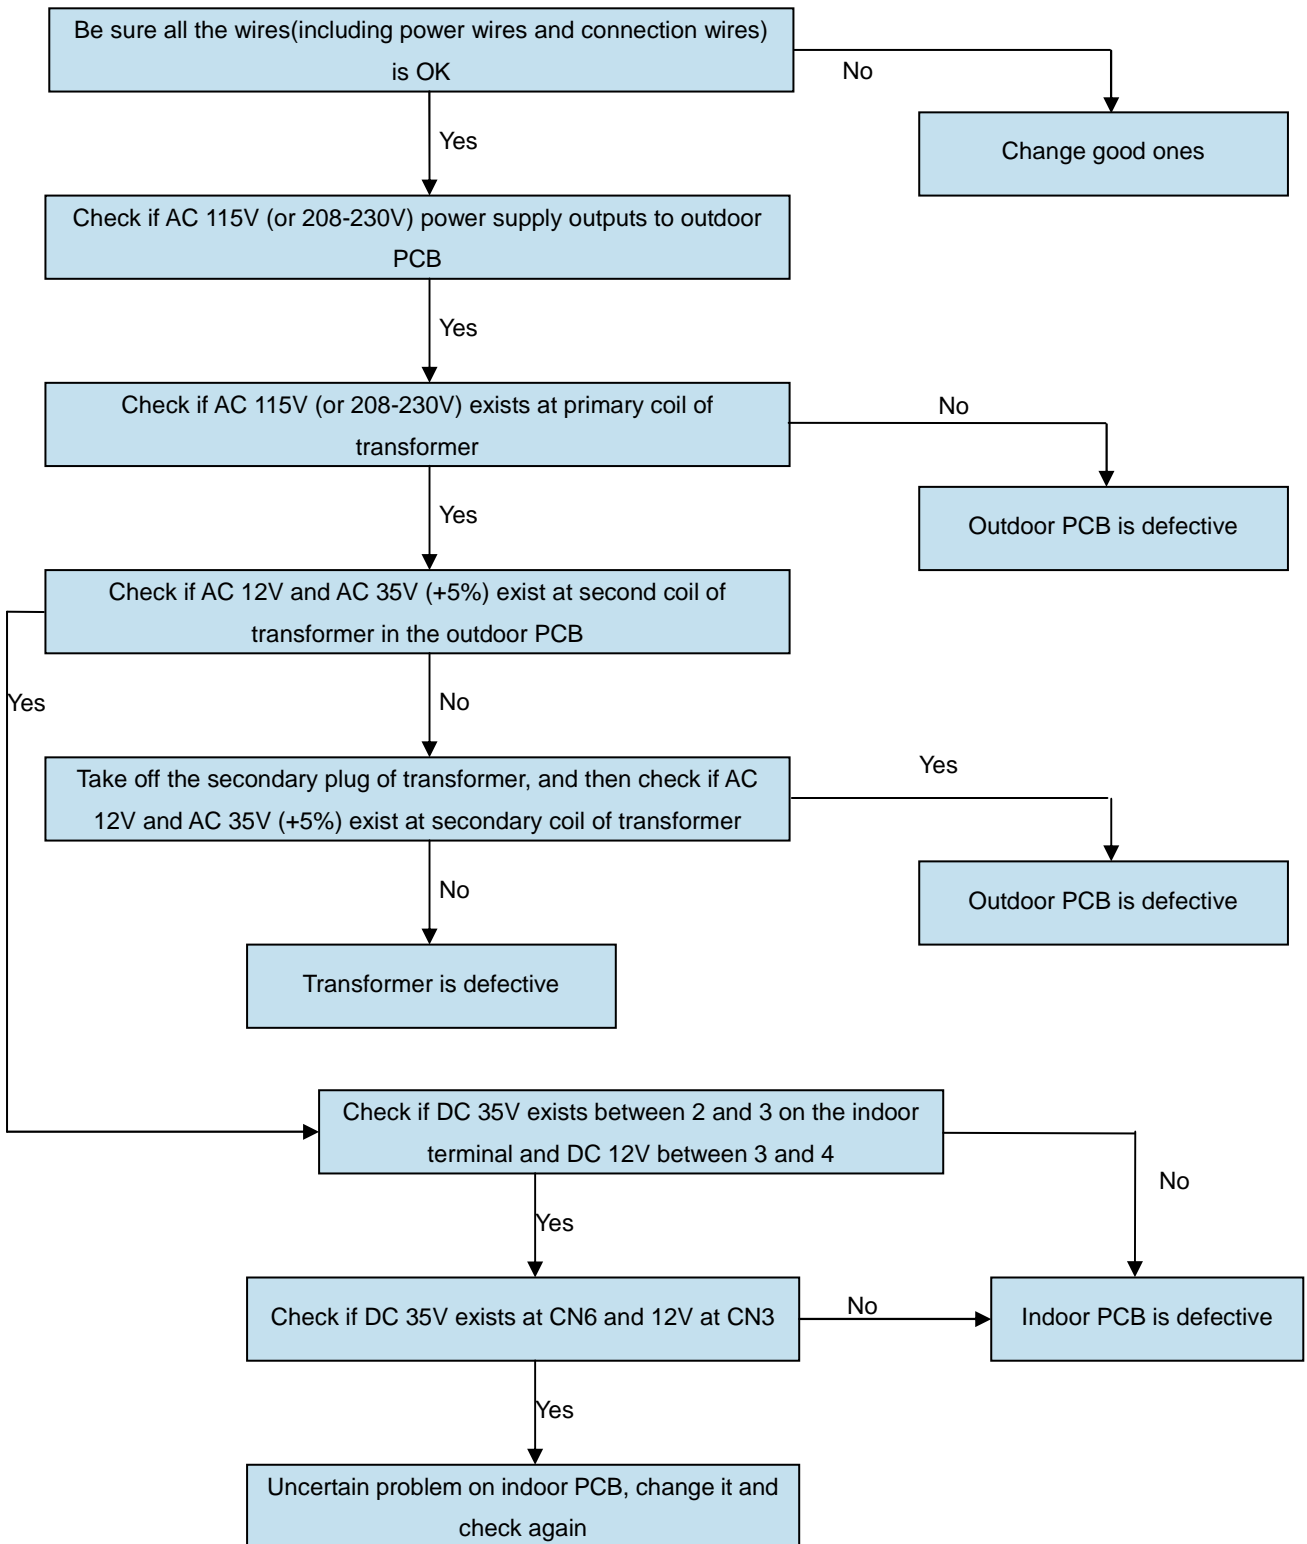 Be sure all the wires(including power wires and connection wires)
is OK
No
Change good ones
Yes
Check if AC 115V (or 208-230V) power supply outputs to outdoor
PCB
Yes
Check if AC 115V (or 208-230V) exists at primary coil of
transformer
No
Outdoor PCB is defective
Yes
Check if AC 12V and AC 35V (+5%) exist at second coil of
transformer in the outdoor PCB
Yes
No
Take off the secondary plug of transformer, and then check if AC
12V and AC 35V (+5%) exist at secondary coil of transformer
Yes
Outdoor PCB is defective
No
Transformer is defective
Check if DC 35V exists between 2 and 3 on the indoor
terminal and DC 12V between 3 and 4
No
Yes
Check if DC 35V exists at CN6 and 12V at CN3
No
Indoor PCB is defective
Yes
Uncertain problem on indoor PCB, change it and
check again